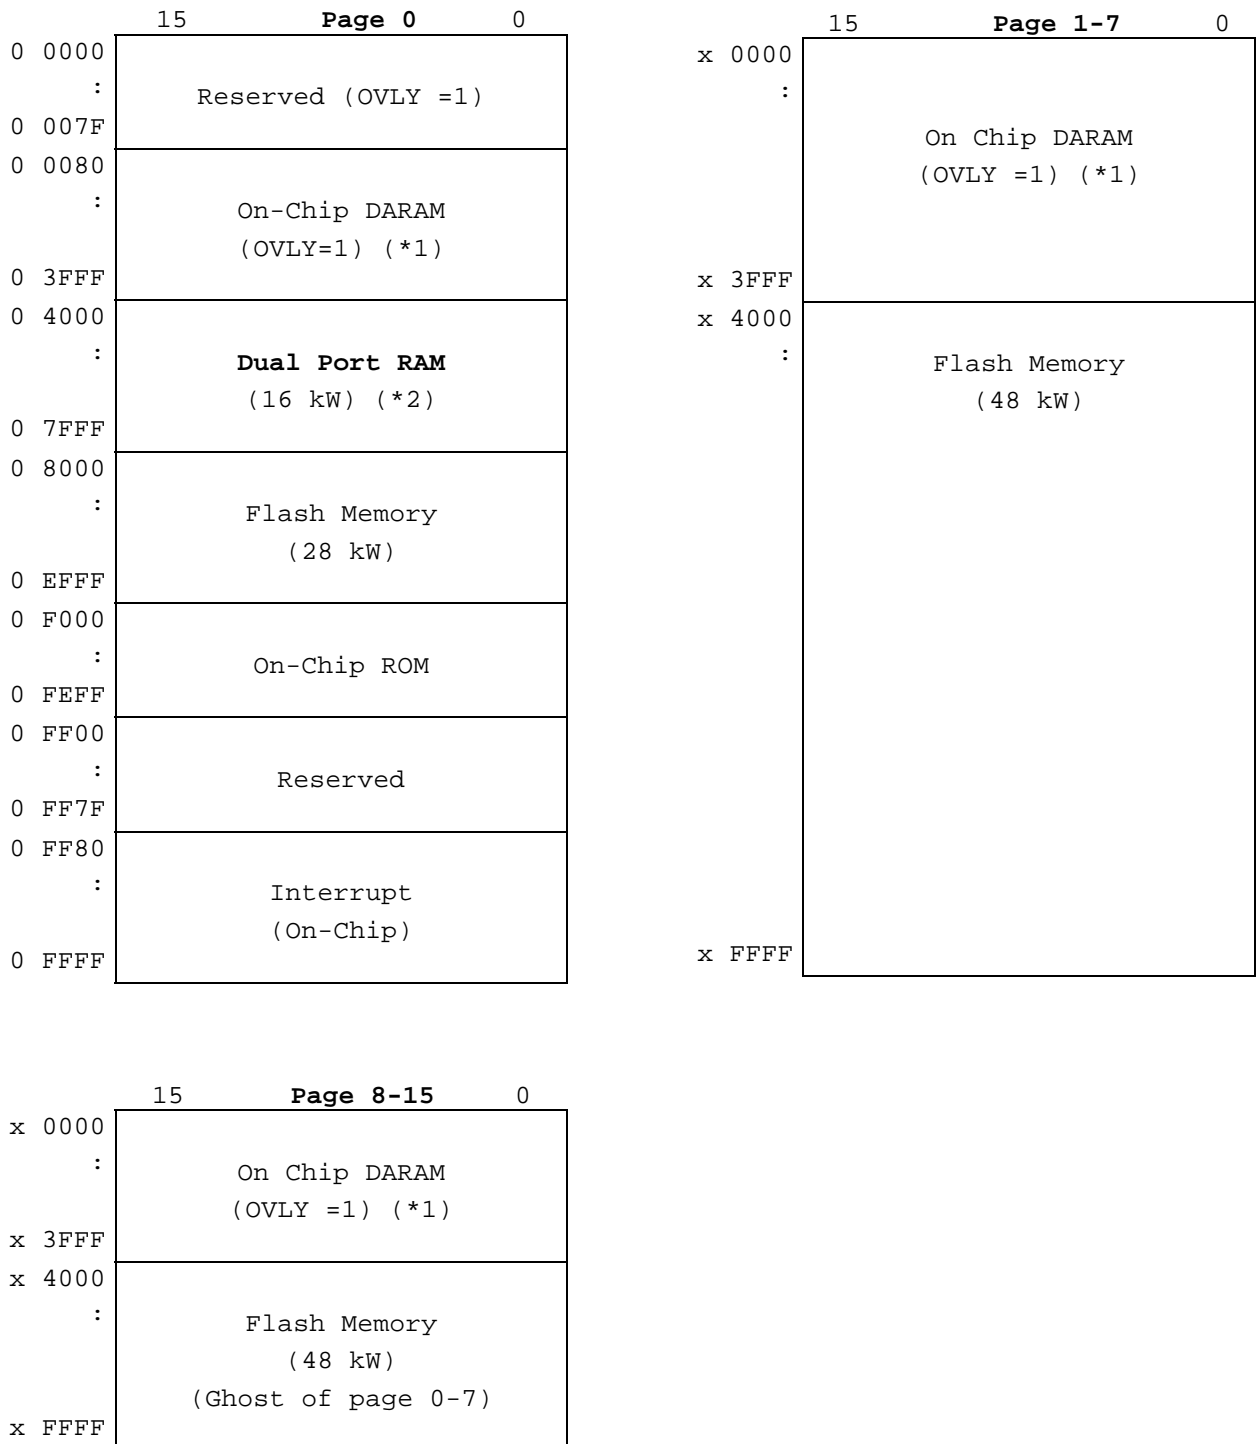 15 Page 0 0
0 0000
:
Reserved (OVLY =1)
0 007F
0 0080
:
On-Chip DARAM
(OVLY=1) (*1)
0 3FFF
0 4000
:
Dual Port RAM
(16 kW) (*2)
0 7FFF
0 8000
:
Flash Memory
(28 kW)
0 EFFF
0 F000
:
On-Chip ROM
0 FEFF
0 FF00
:
Reserved
0 FF7F
0 FF80
:
Interrupt
(On-Chip)
0 FFFF
15 Page 1-7 0
x 0000
:
On Chip DARAM
(OVLY =1) (*1)
x 3FFF
x 4000
:
Flash Memory
(48 kW)
x FFFF
15 Page 8-15 0
x 0000
:
On Chip DARAM
(OVLY =1) (*1)
x 3FFF
x 4000
:
Flash Memory
(48 kW)
(Ghost of page 0-7)
x FFFF